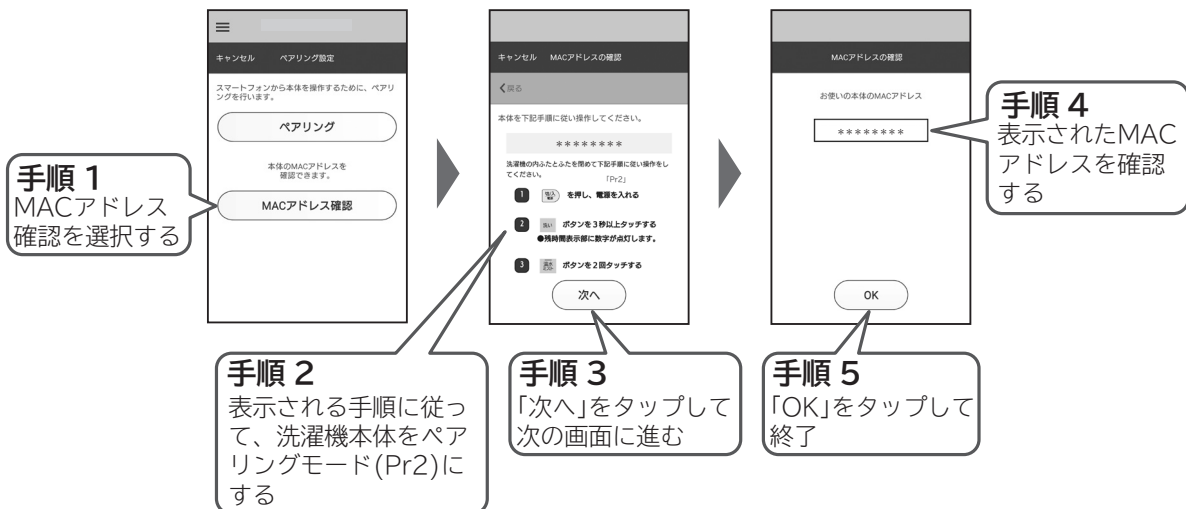 キャンセル ペアリング設定
スマートフォンから本体を操作するために、ペアリ
ングを行います。
ペアリング
本体のMACアドレスを
確認できます。
MACアドレス確認
手順 1
MACアドレス
確認を選択する
キャンセル MACアドレスの確認
戻る
本体を下記手順に従い操作してください。
********
洗濯機の内ふたとふたを閉めて下記手順に従い操作をし
てください。
「Pr2」
1 を押し、電源を入れる
2 洗い ボタンを3秒以上タッチする
●残時間表示部に数字が点灯します。
3 ボタンを2回タッチする
次へ
手順 2
表示される手順に従っ
て、洗濯機本体をペア
リングモード(Pr2)に
する
手順 3
「次へ」をタップして
次の画面に進む
MACアドレスの確認
お使いの本体のMACアドレス
********
OK
手順 4
表示されたMAC
アドレスを確認
する
手順 5
「OK」をタップして
終了